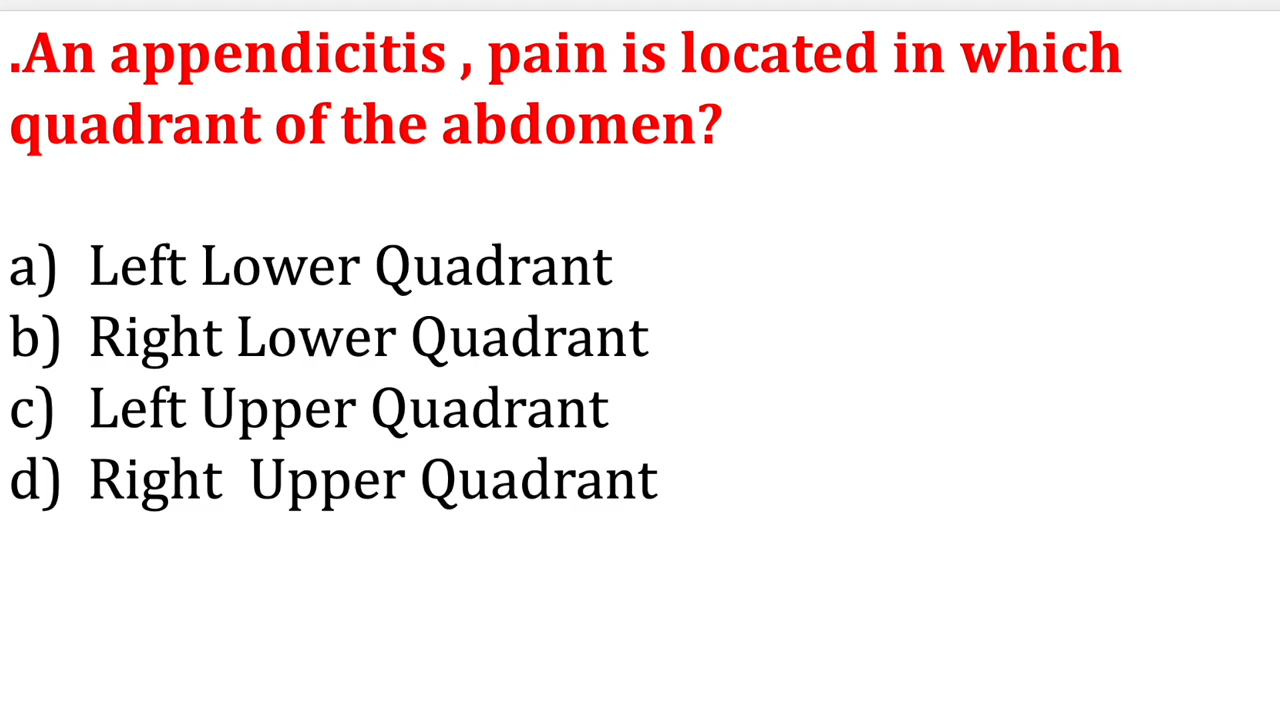 .An appendicitis , pain is located in which
quadrant of the abdomen?
a) Left Lower Quadrant
b) Right Lower Quadrant
c) Left Upper Quadrant
d) Right  Upper Quadrant